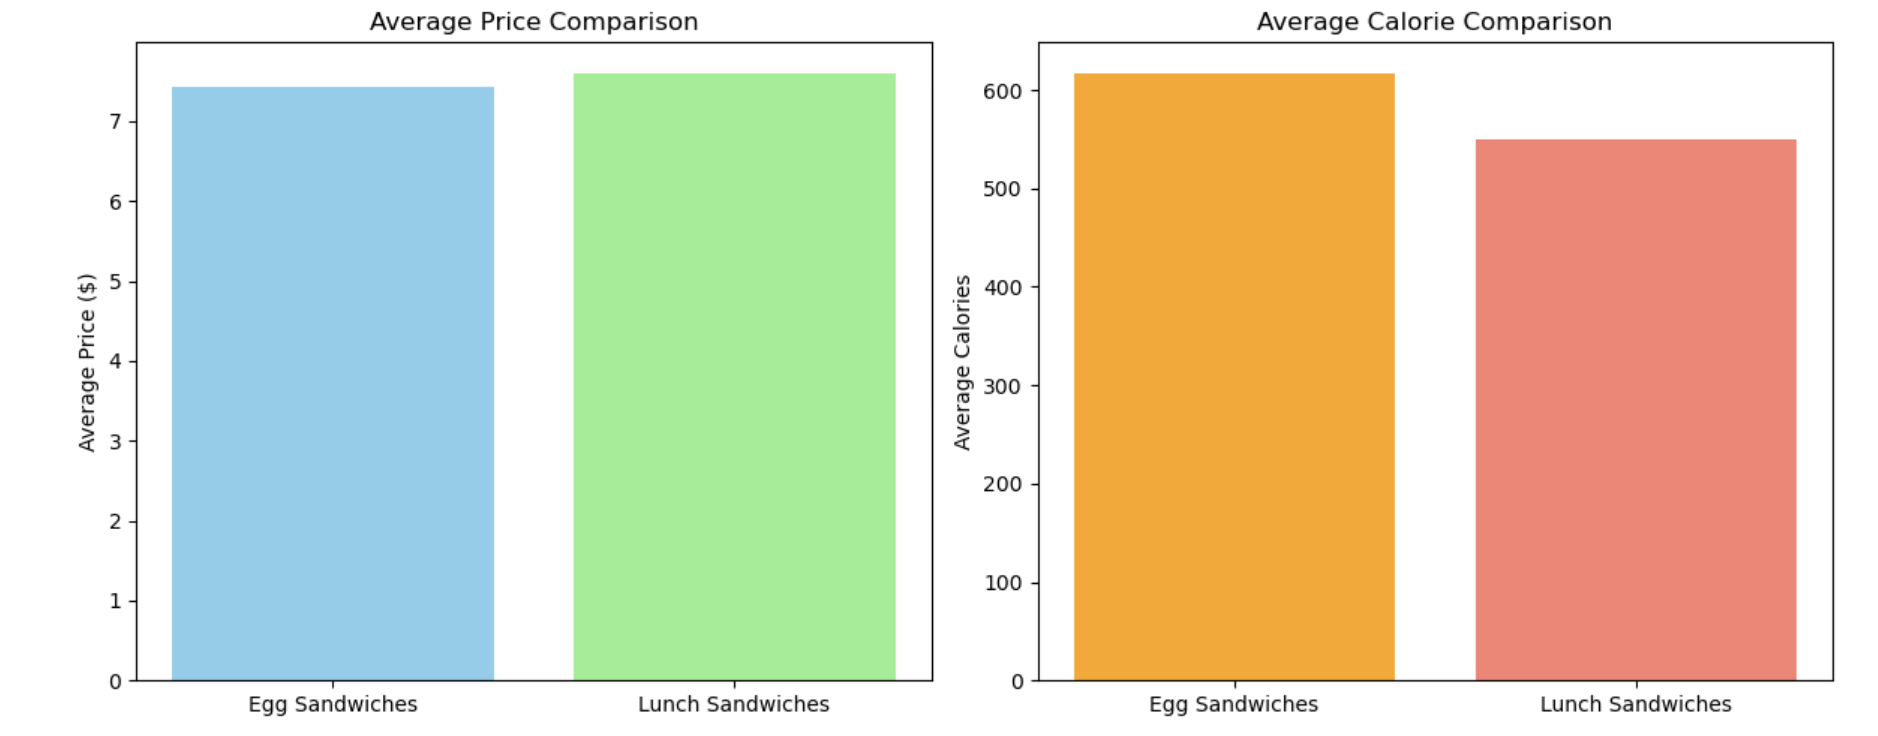 Average Price Comparison
Average Price ($)
7
6
5
4
3
2
1
0
Egg Sandwiches
Lunch Sandwiches
Average Calorie Comparison
Average Calories
600
500
400
300
200
100
0
Egg Sandwiches
Lunch Sandwiches